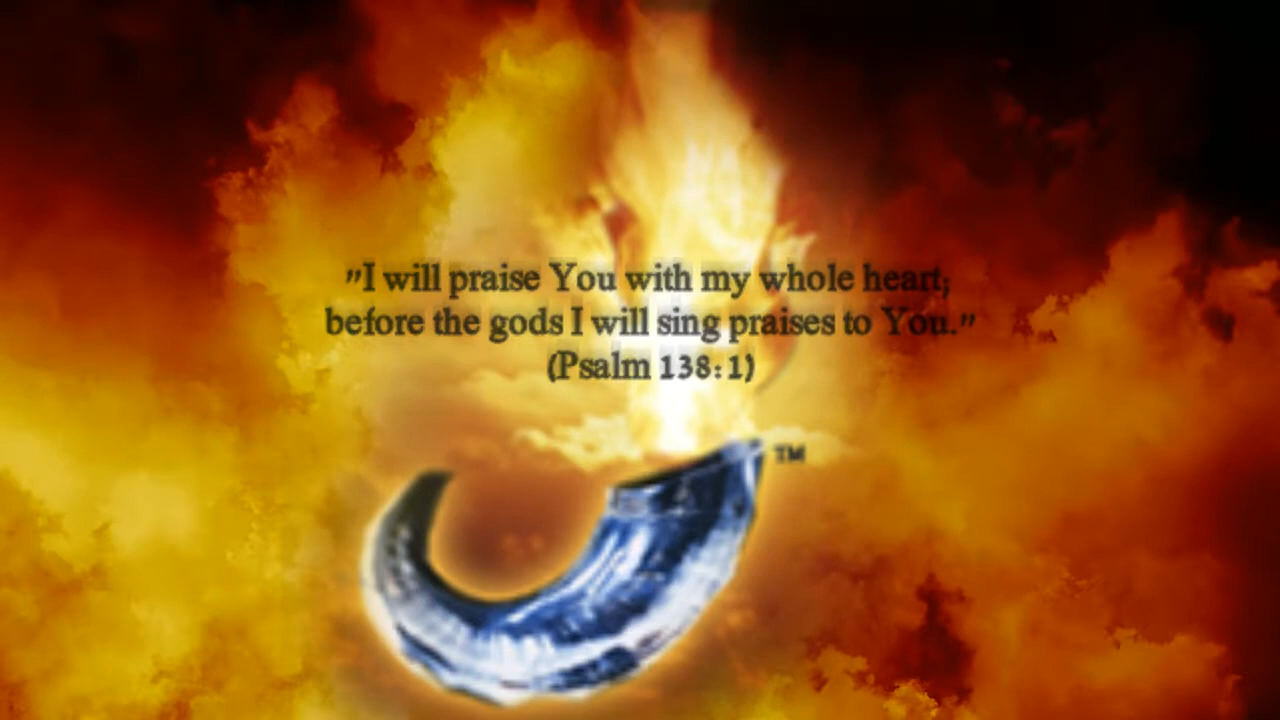 "I will praise You with my whole heart;
before the gods I will sing praises to You."
(Psalm 138:1)
TM